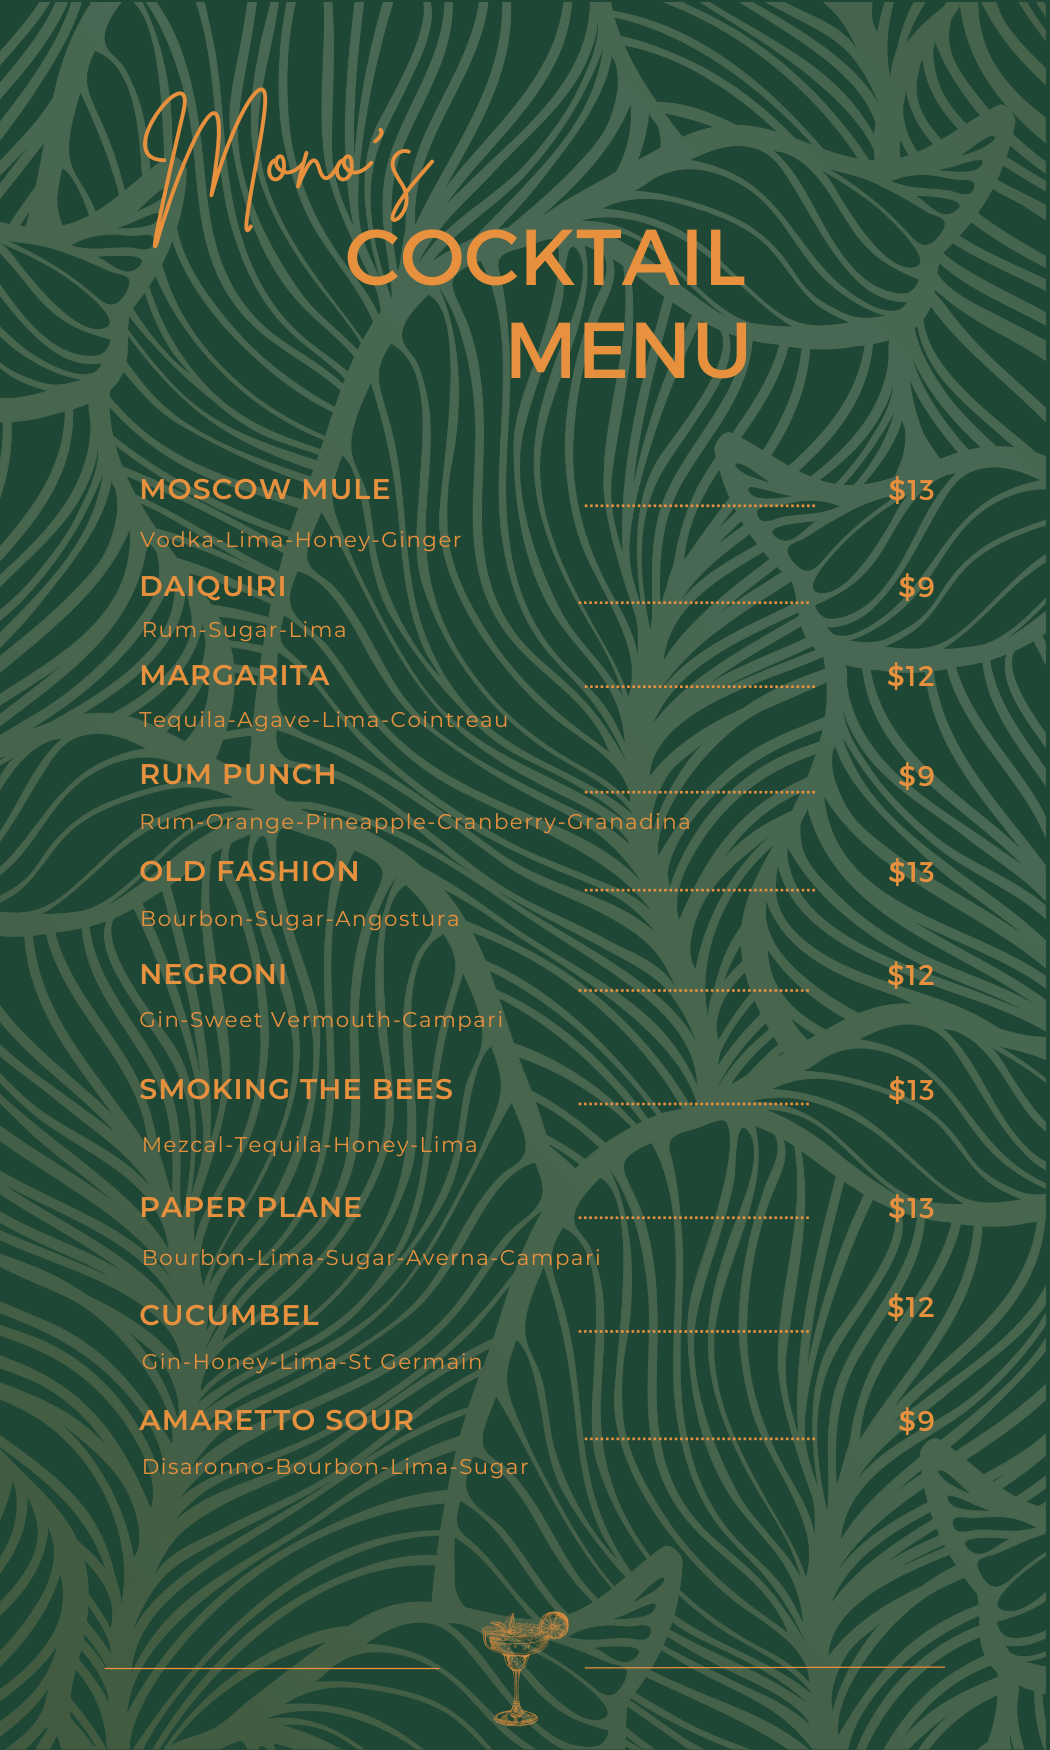 Mono's
COCKTAIL
MENU
MOSCOW MULE ........................ $13
Vodka-Lima-Honey-Ginger
DAIQUIRI ........................ $9
Rum-Sugar-Lima
MARGARITA ........................ $12
Tequila-Agave-Lima-Cointreau
RUM PUNCH ........................ $9
Rum-Orange-Pineapple-Cranberry-Granadina
OLD FASHION ........................ $13
Bourbon-Sugar-Angostura
NEGRONI ........................ $12
Gin-Sweet Vermouth-Campari
SMOKING THE BEES ........................ $13
Mezcal-Tequila-Honey-Lima
PAPER PLANE ........................ $13
Bourbon-Lima-Sugar-Averna-Campari
CUCUMBEL ........................ $12
Gin-Honey-Lima-St Germain
AMARETTO SOUR ........................ $9
Disaronno-Bourbon-Lima-Sugar